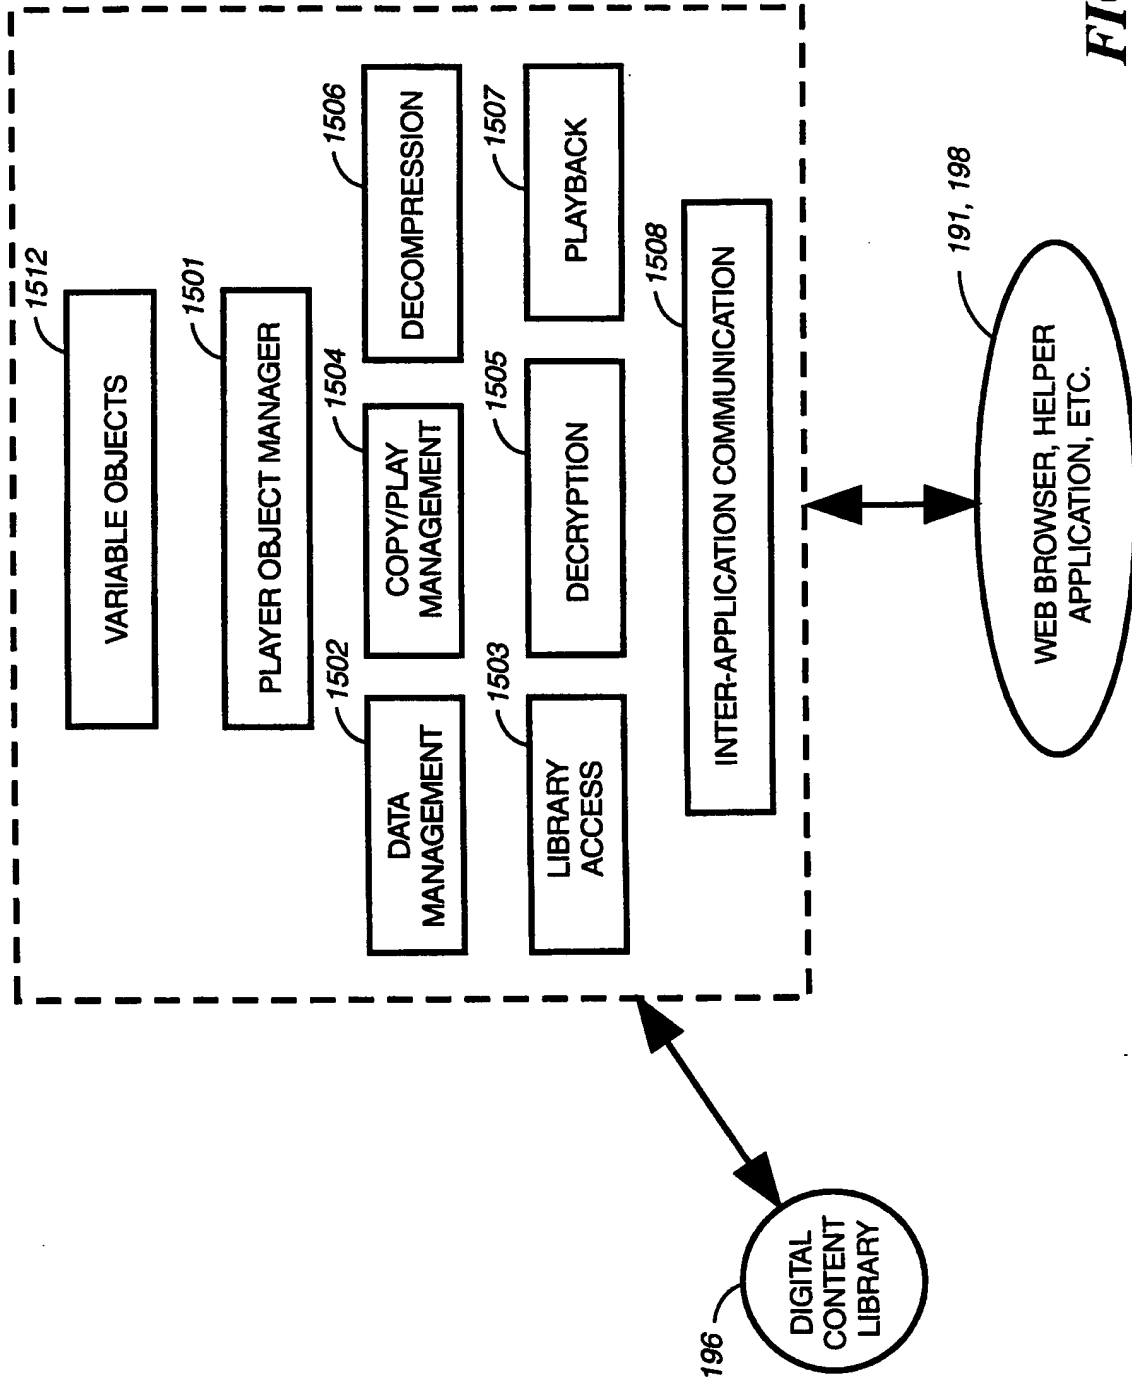 1512
VARIABLE OBJECTS
1501
PLAYER OBJECT MANAGER
1502
DATA
MANAGEMENT
1504
COPY/PLAY
MANAGEMENT
1506
DECOMPRESSION
1503
LIBRARY
ACCESS
1505
DECRYPTION
1507
PLAYBACK
1508
INTER-APPLICATION COMMUNICATION
196
DIGITAL
CONTENT
LIBRARY
191, 198
WEB BROWSER, HELPER
APPLICATION, ETC.